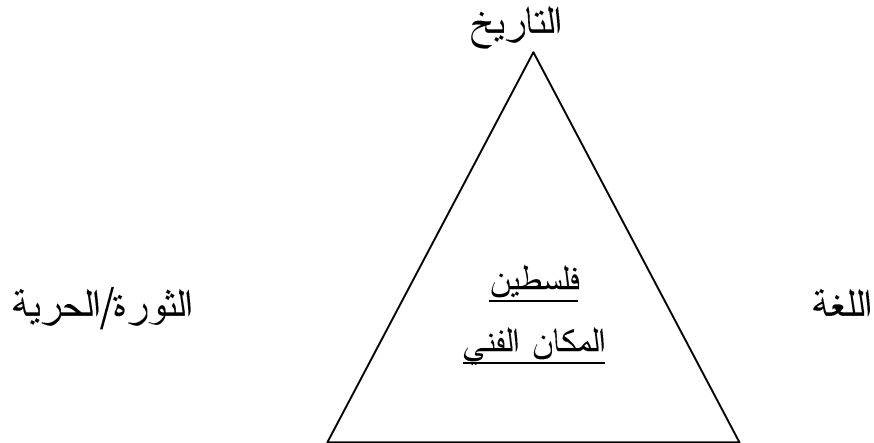 التاريخ
فلسطين
المكان الفني
اللغة
الثورة/الحرية